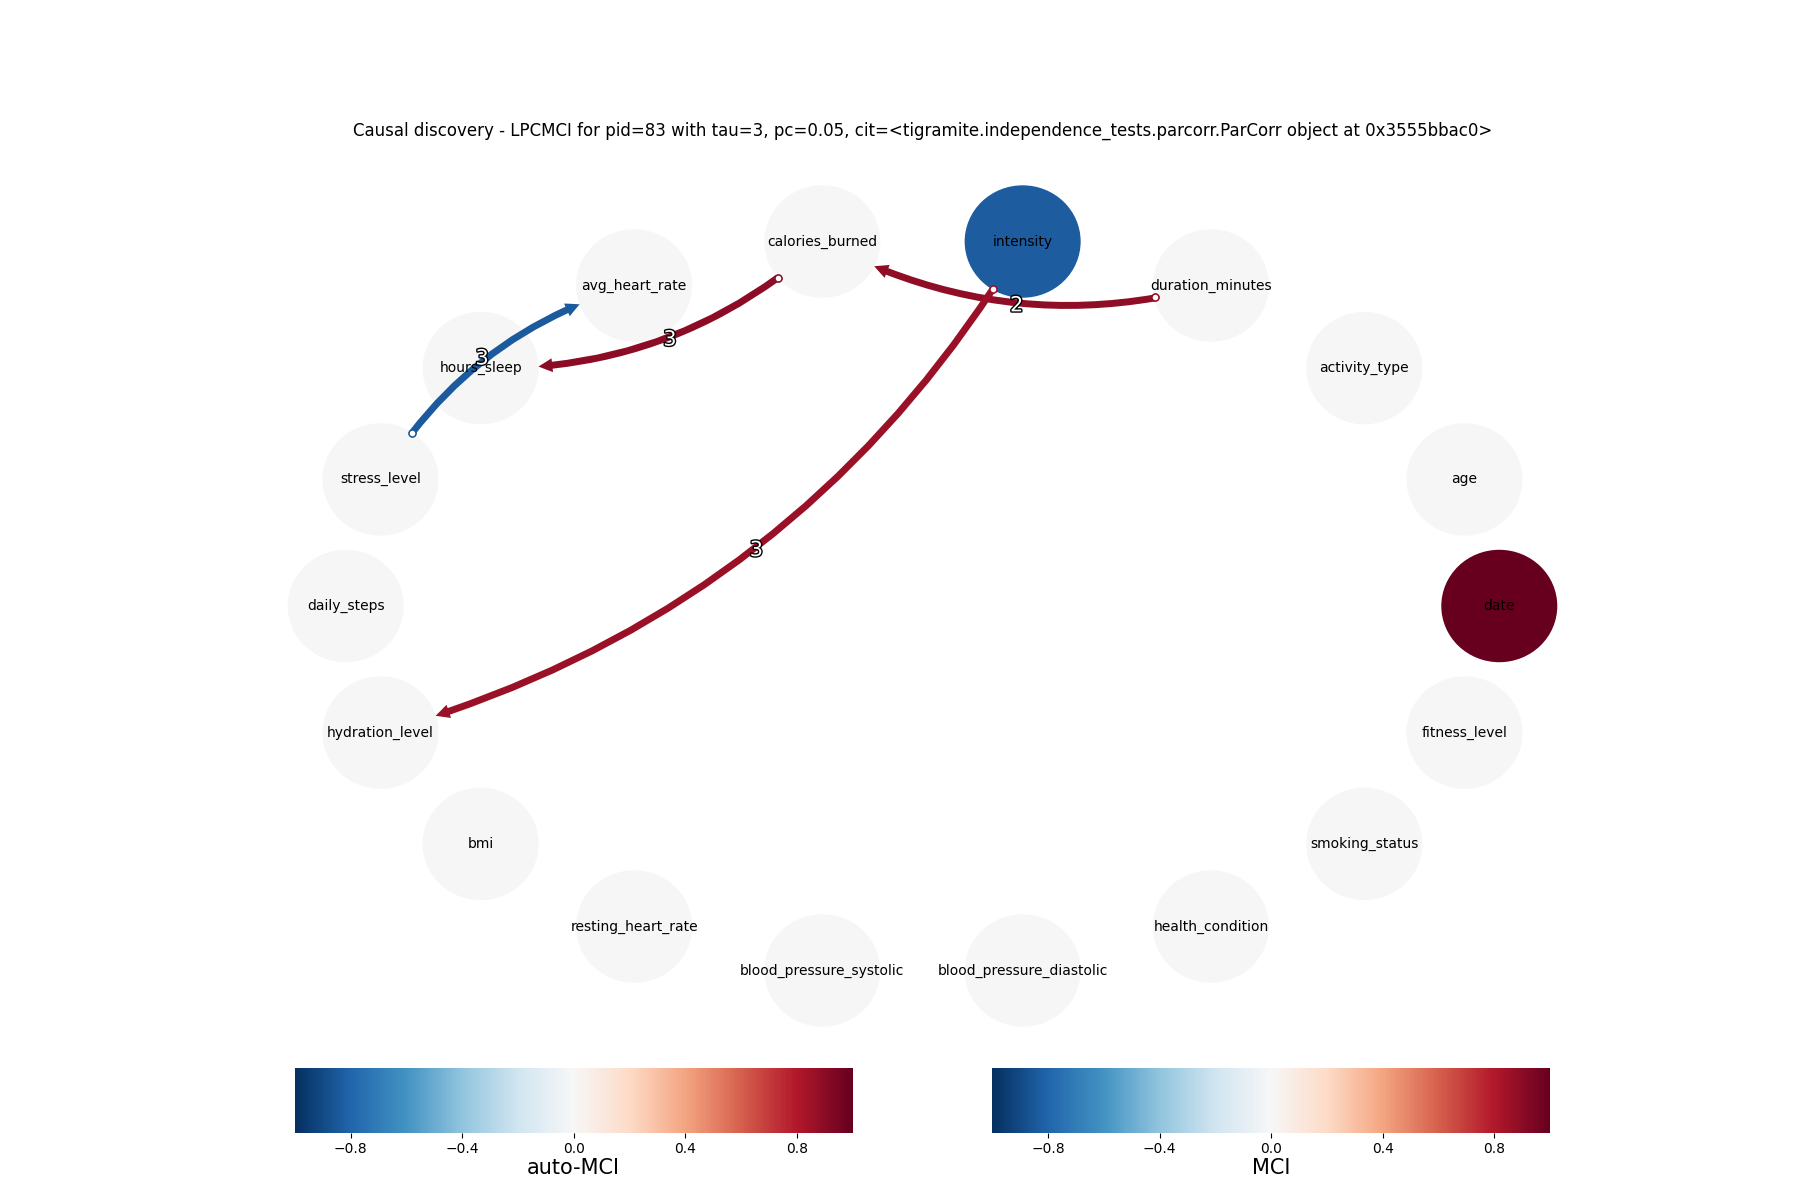 Causal discovery - LPCMCI for pid=83 with tau=3, pc=0.05, cit=<tigramite.independence_tests.parcorr.ParCorr object at 0x3555bbac0>
calories_burned
intensity
avg_heart_rate
duration_minutes
2
3
3
hours_sleep
activity_type
stress_level
age
3
daily_steps
date
hydration_level
fitness_level
bmi
smoking_status
resting_heart_rate
health_condition
blood_pressure_systolic
blood_pressure_diastolic
−0.8 −0.4 0.0 0.4 0.8
auto-MCI
−0.8 −0.4 0.0 0.4 0.8
MCI